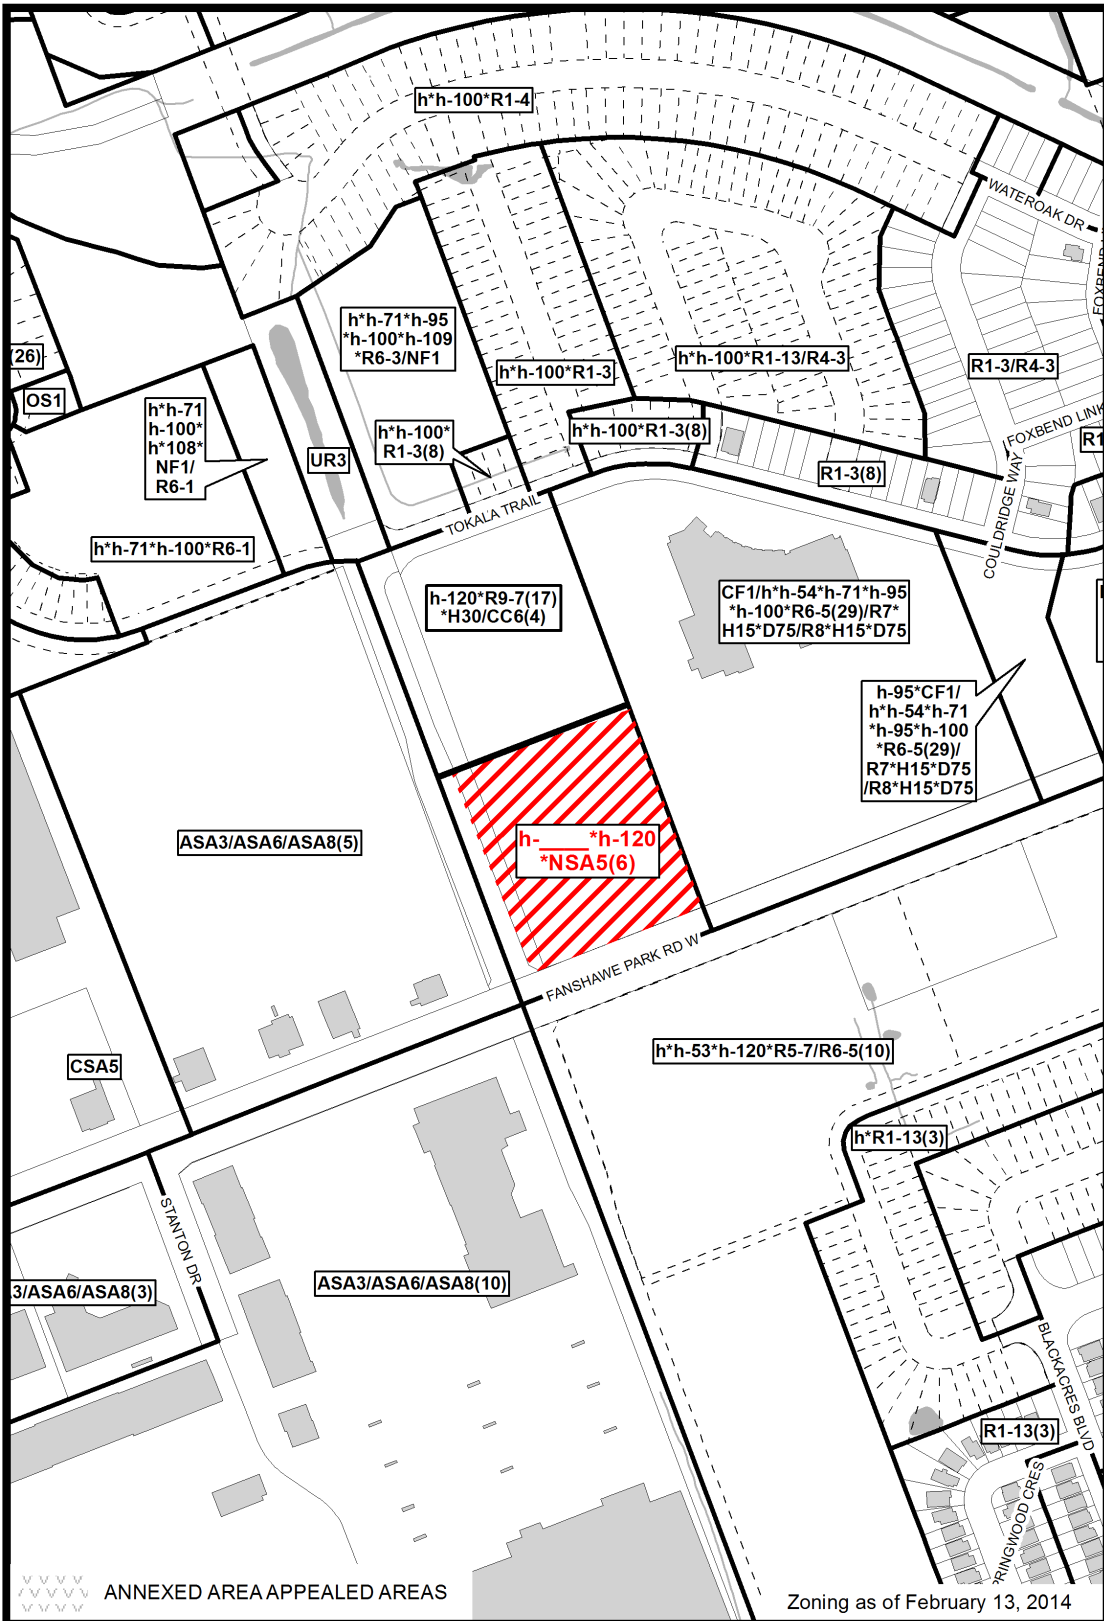 h*h-100*R1-4
WATEROAK DR
FOXBEND
h*h-71*h-95
*h-100*h-109
*R6-3/NF1
(26)
h*h-100*R1-3
h*h-100*R1-13/R4-3
R1-3/R4-3
OS1
h*h-71
h-100*
h*108*
NF1/
R6-1
h*h-100*
R1-3(8)
h*h-100*R1-3(8)
FOXBEND LINK
R1
UR3
R1-3(8)
COULDRIDGE WAY
TOKALA TRAIL
h*h-71*h-100*R6-1
h-120*R9-7(17)
*H30/CC6(4)
CF1/h*h-54*h-71*h-95
*h-100*R6-5(29)/R7*
H15*D75/R8*H15*D75
h-95*CF1/
h*h-54*h-71
*h-95*h-100
*R6-5(29)/
R7*H15*D75
/R8*H15*D75
ASA3/ASA6/ASA8(5)
h-____*h-120
*NSA5(6)
FANSHAWE PARK RD W
CSA5
h*h-53*h-120*R5-7/R6-5(10)
h*R1-13(3)
STANTON DR
3/ASA6/ASA8(3)
ASA3/ASA6/ASA8(10)
BLACKACRES BLVD
R1-13(3)
PRINGWOOD CRES
ANNEXED AREA APPEALED AREAS
Zoning as of February 13, 2014